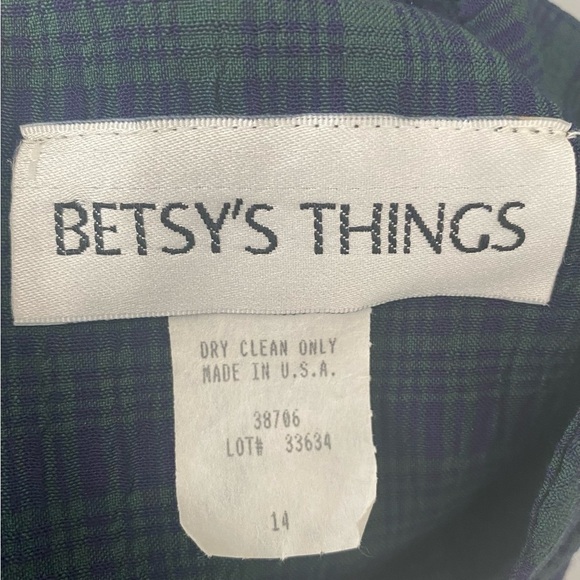 BETSY'S THINGS
DRY CLEAN ONLY
MADE IN U.S.A.
38706
LOT# 33634
14